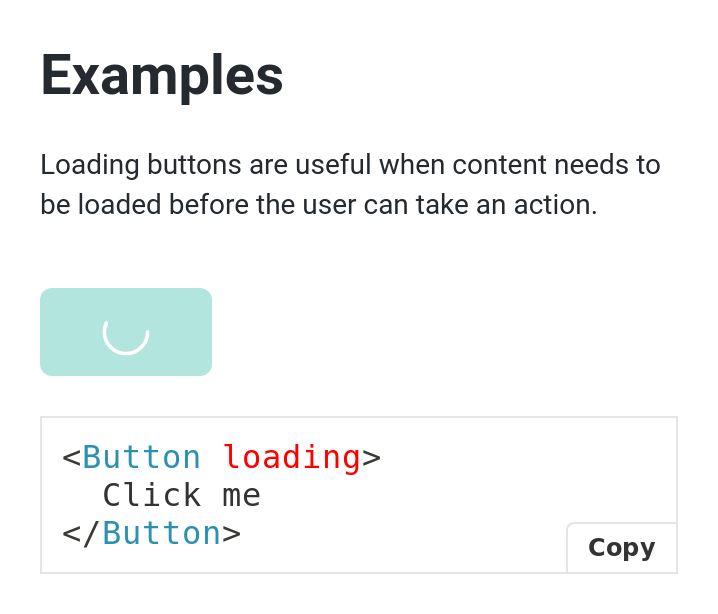 Examples
Loading buttons are useful when content needs to
be loaded before the user can take an action.
<Button loading>
  Click me
</Button>
Copy